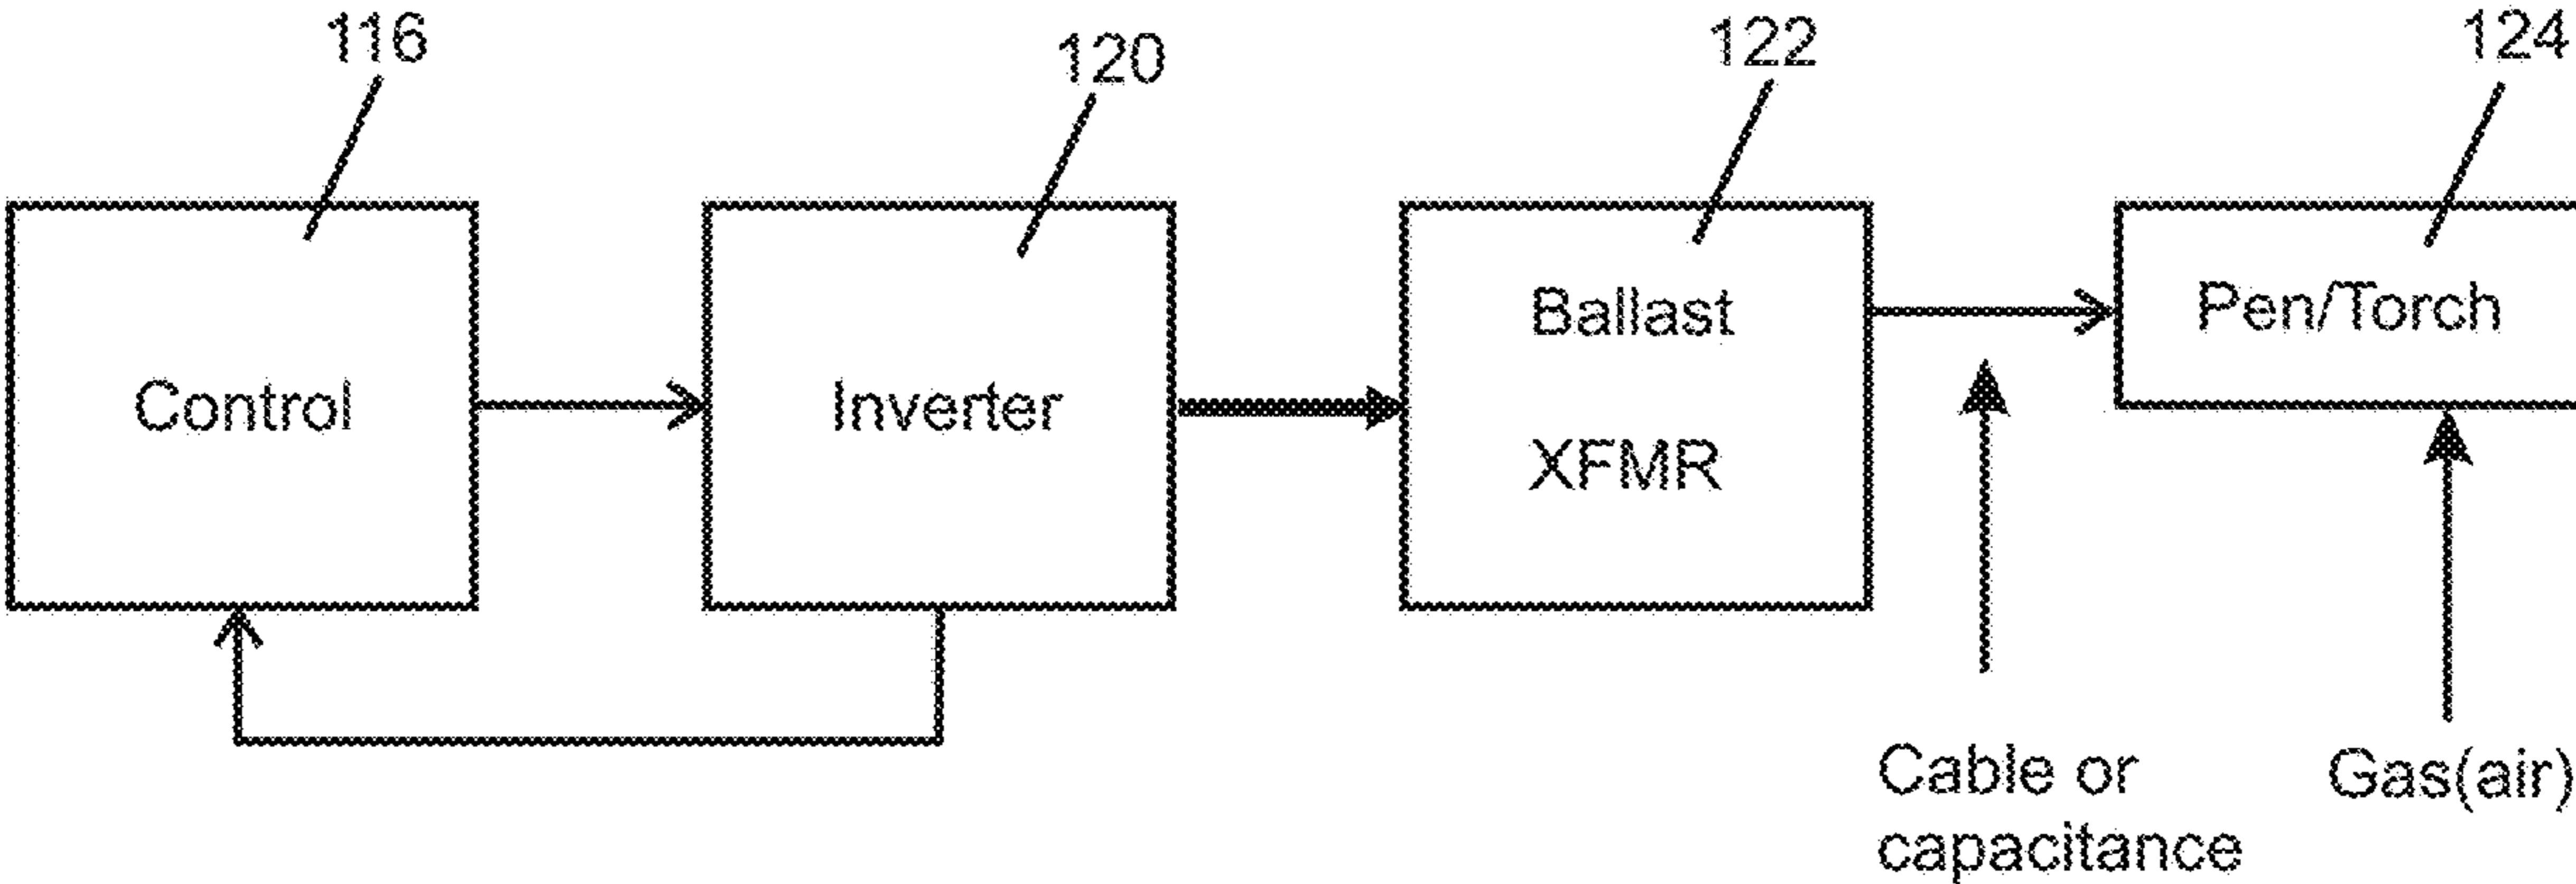 116
120
122
124
Control
Inverter
Ballast
XFMR
Pen/Torch
Cable or
capacitance
Gas(air)